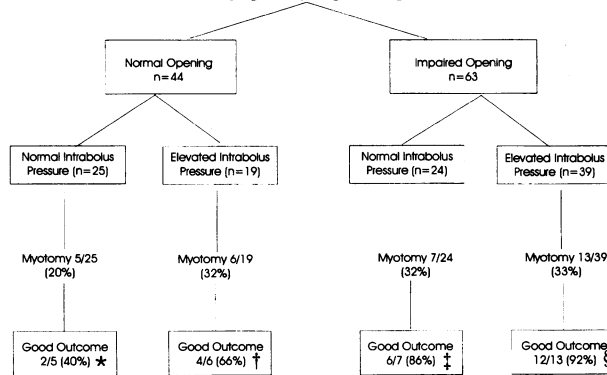 Normal Opening
n=44
Impaired Opening
n=63
Normal Intrabolus
Pressure (n=25)
Elevated Intrabolus
Pressure (n=19)
Normal Intrabolus
Pressure (n=24)
Elevated Intrabolus
Pressure (n=39)
Myotomy 5/25
(20%)
Myotomy 6/19
(32%)
Myotomy 7/24
(32%)
Myotomy 13/39
(33%)
Good Outcome
2/5 (40%) *
Good Outcome
4/6 (66%) †
Good Outcome
6/7 (86%) ‡
Good Outcome
12/13 (92%) §